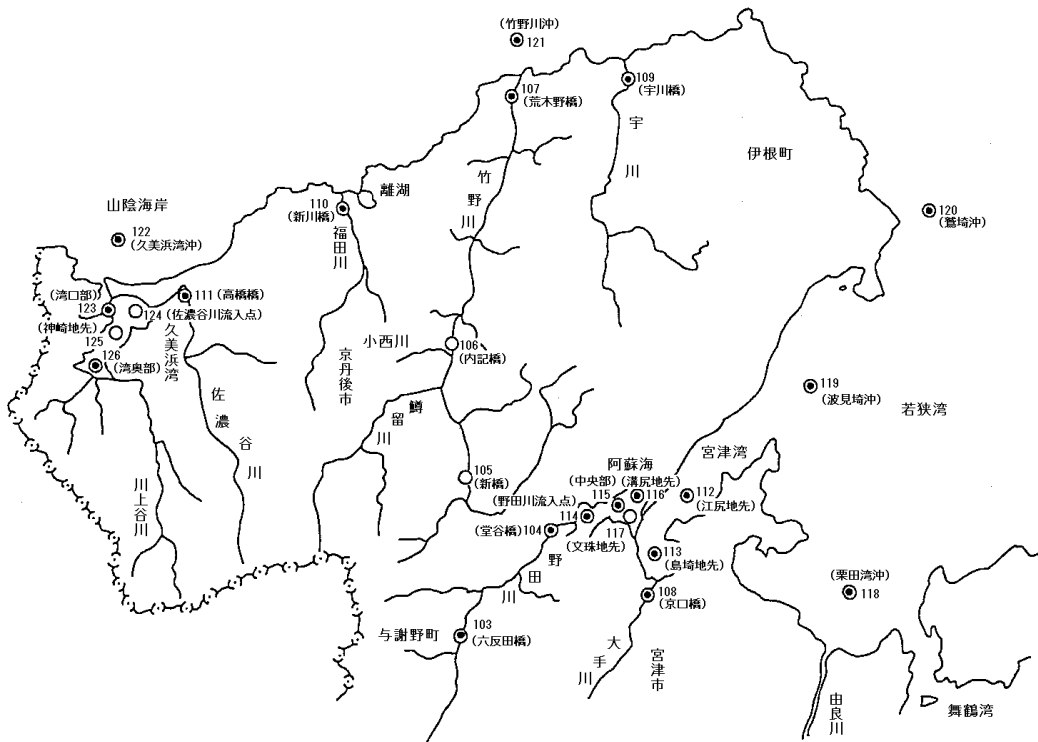 (竹野川沖)
121
109
(宇川橋)
107
(荒木野橋)
宇川
伊根町
竹野川
離湖
110
(新川橋)
福田川
山陰海岸
122
(久美浜湾沖)
120
(鷲埼沖)
111 (高橋橋)
(湾口部)
123
124 (佐濃谷川流入点)
(神崎地先)
125
久美浜湾
126 (湾奥部)
小西川
106
(内記橋)
京丹後市
佐濃谷川
119
(波見埼沖)
若狭湾
鱒留川
宮津湾
阿蘇海
(中央部)(溝尻地先)
105
(新橋)
(野田川流入点)
115
116
112
(江尻地先)
川上谷川
114
(堂谷橋)104
117
(文珠地先)
113
(島埼地先)
野田川
(栗田湾沖)
118
108
(京口橋)
与謝野町
103
(六反田橋)
大手川
宮津市
由良川
舞鶴湾